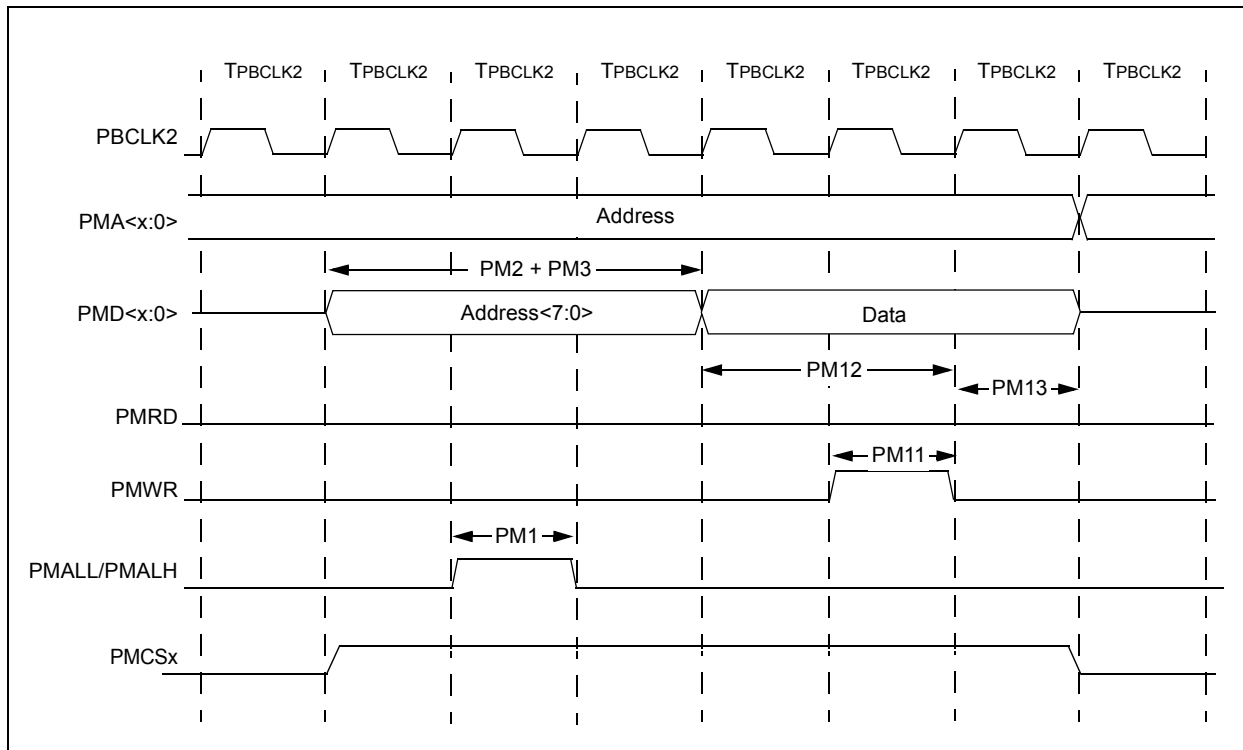 TPBCLK2 TPBCLK2 TPBCLK2 TPBCLK2 TPBCLK2 TPBCLK2 TPBCLK2 TPBCLK2
PBCLK2
PMA<x:0>
Address
PM2 + PM3
PMD<x:0>
Address<7:0>
Data
PM12
PM13
PMRD
PM11
PMWR
PM1
PMALL/PMALH
PMCSx